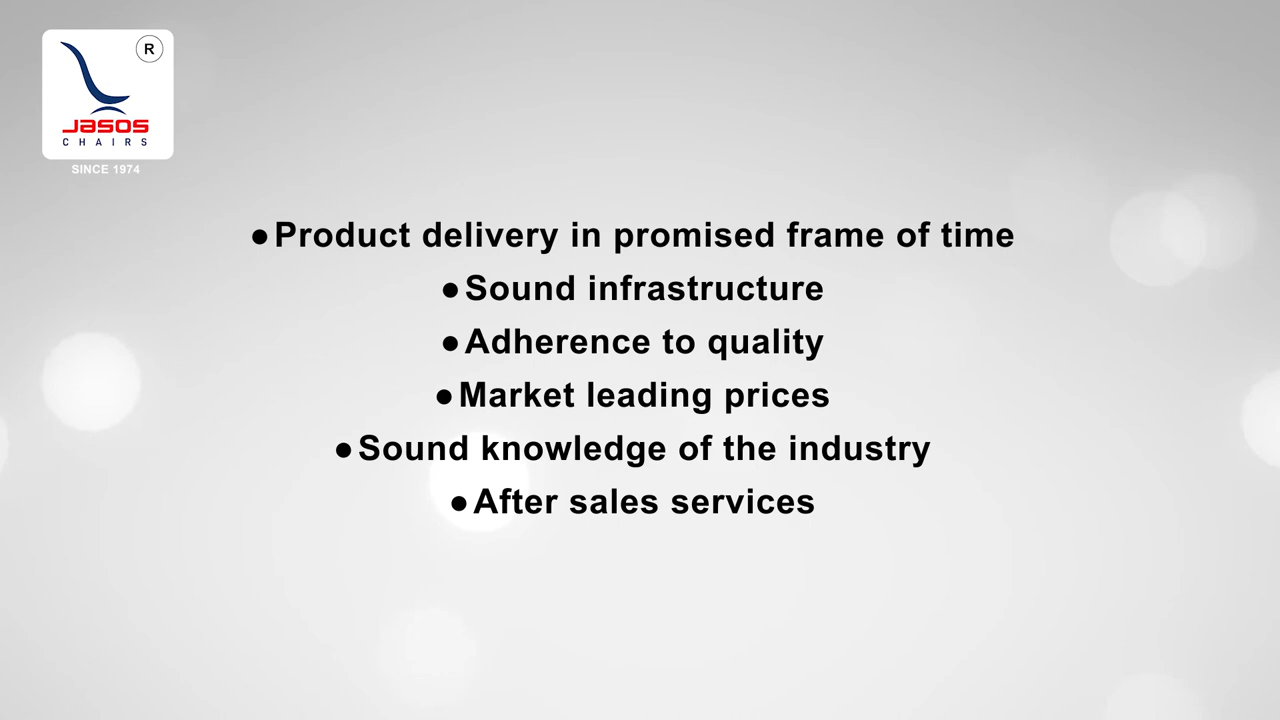 R
Jasos
CHAIRS
SINCE 1974
●Product delivery in promised frame of time
●Sound infrastructure
●Adherence to quality
●Market leading prices
●Sound knowledge of the industry
●After sales services